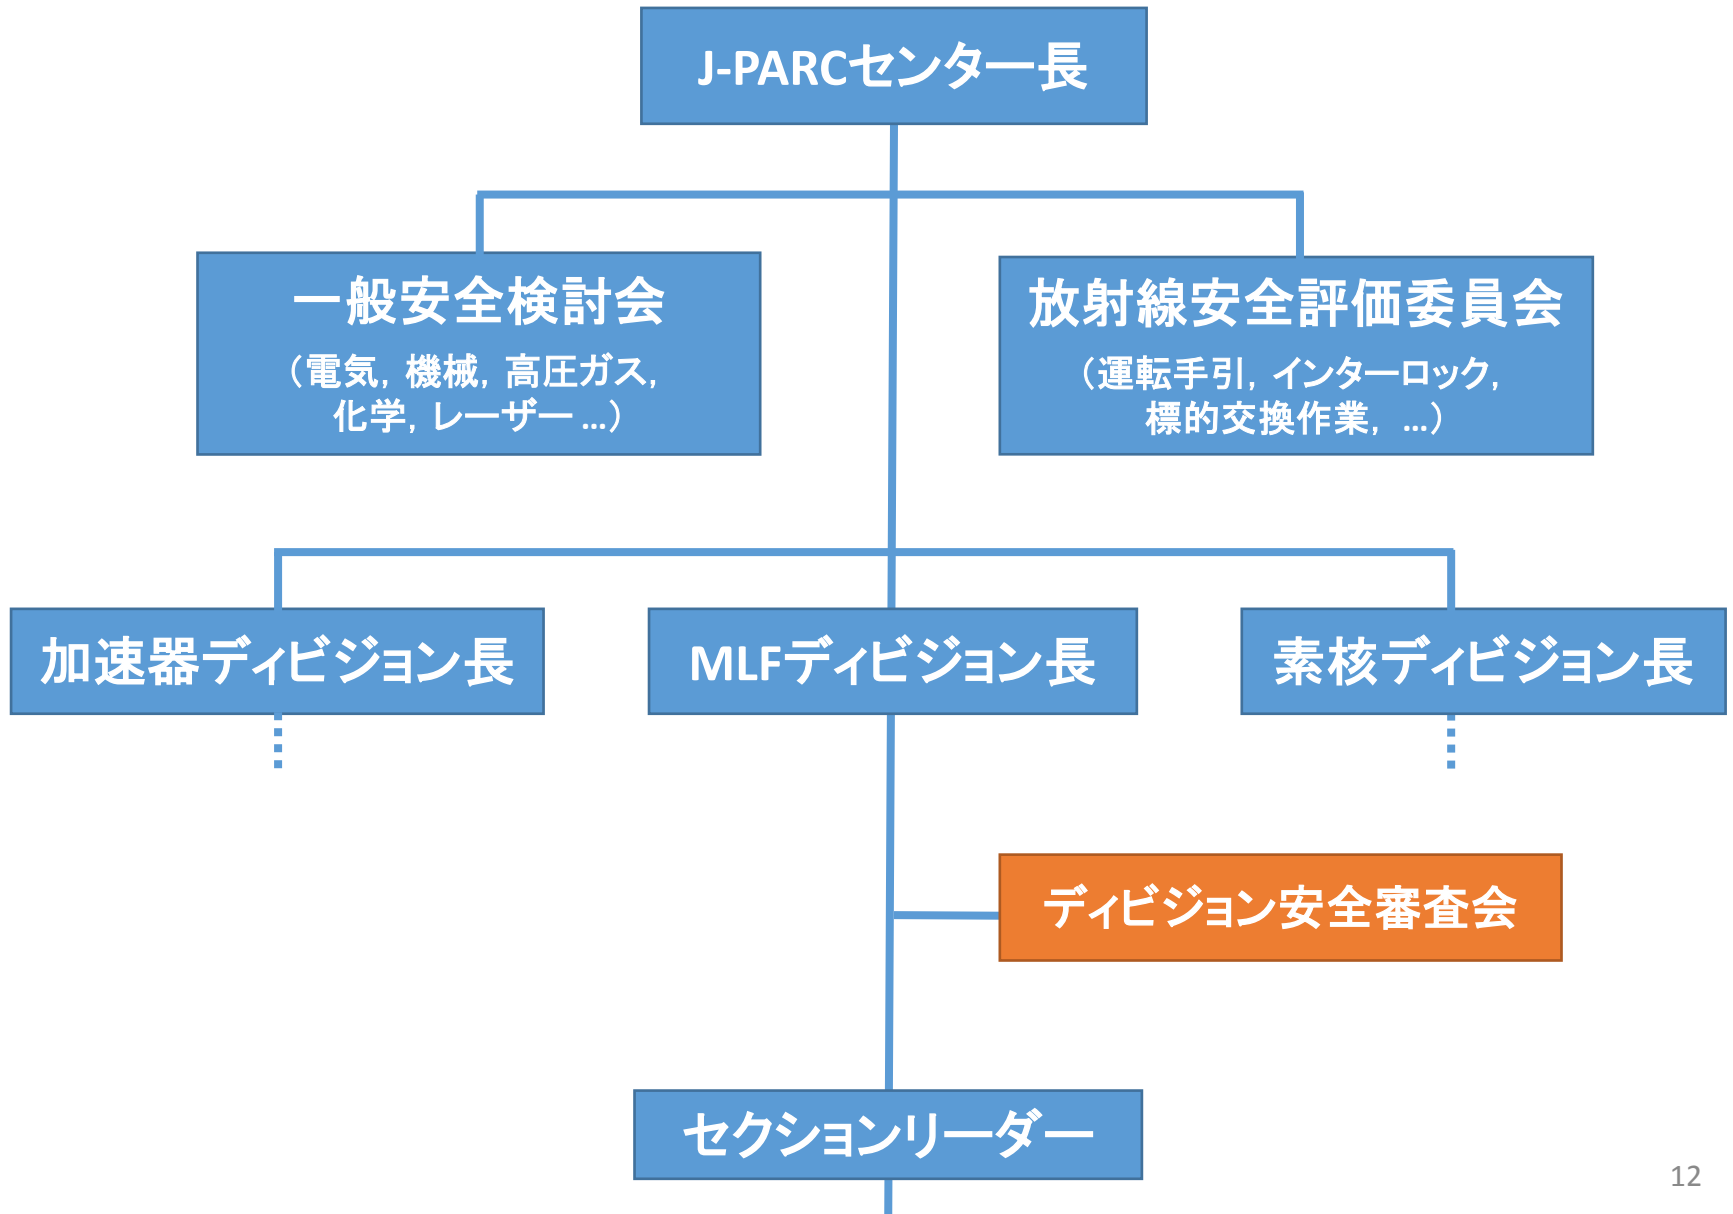 J-PARCセンター長
一般安全検討会
（電気，機械，高圧ガス，
化学，レーザー…）
放射線安全評価委員会
（運転手引，インターロック，
標的交換作業，…）
加速器ディビジョン長
MLFディビジョン長
素核ディビジョン長
ディビジョン安全審査会
セクションリーダー
12